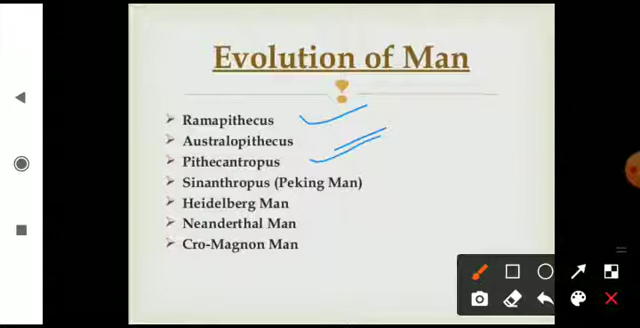 Evolution of Man
Ramapithecus
Australopithecus
Pithecantropus
Sinanthropus (Peking Man)
Heidelberg Man
Neanderthal Man
Cro-Magnon Man